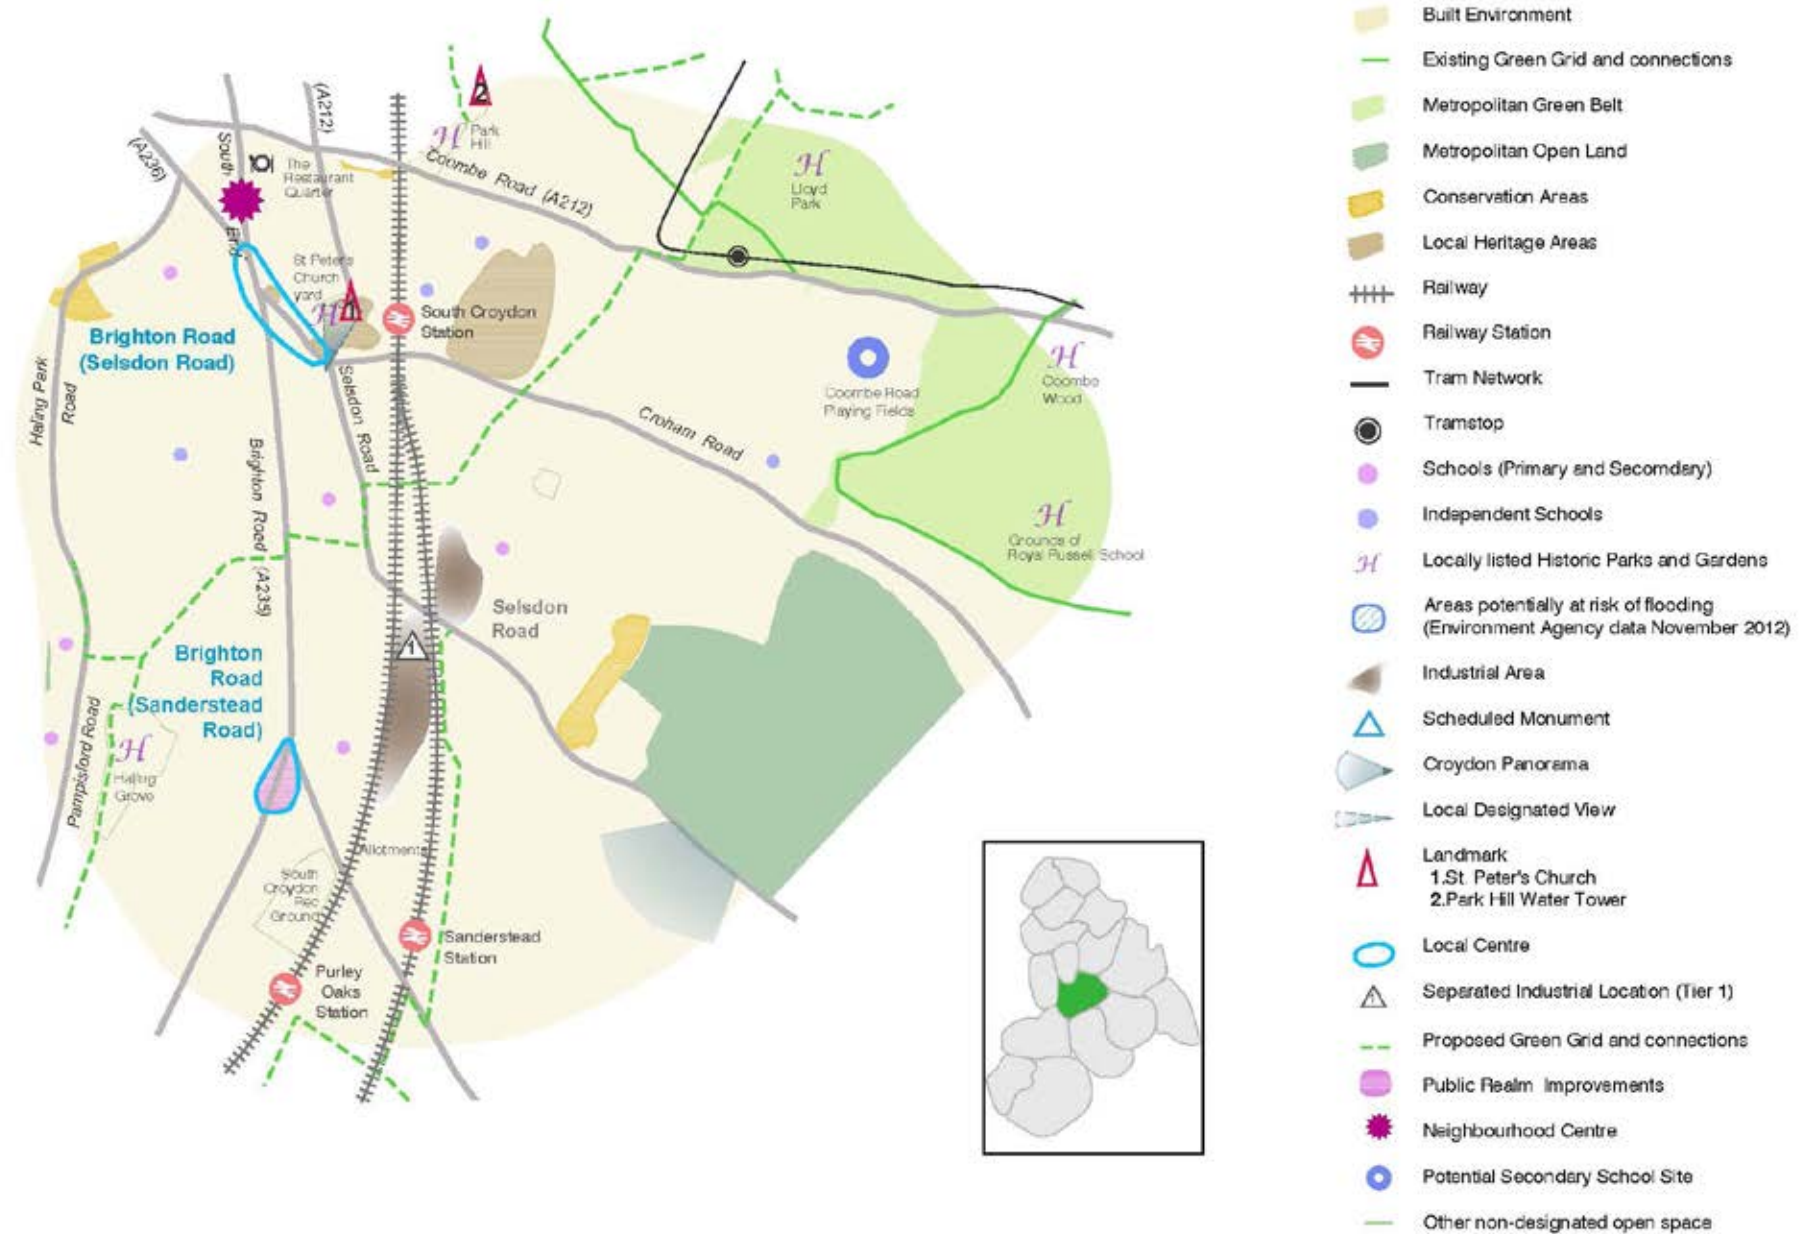 (A212)
(A236)
South
End
The
Restaurant
Quarter
2
H
Park
Hill
Coombe Road (A212)
H
Lloyd
Park
St Peter's
Church
yard
H
1
South Croydon
Station
Brighton Road
(Selsdon Road)
Haling Park
Road
Selsdon Road
Brighton Road (A235)
Croham Road
Coombe Road
Playing Fields
H
Coombe
Wood
H
Grounds of
Royal Russell School
Selsdon
Road
1
Brighton
Road
(Sanderstead
Road)
Pampisford Road
H
Haling
Grove
Allotments
South
Croydon
Rec
Ground
Sanderstead
Station
Purley
Oaks
Station
Built Environment
Existing Green Grid and connections
Metropolitan Green Belt
Metropolitan Open Land
Conservation Areas
Local Heritage Areas
Railway
Railway Station
Tram Network
Tramstop
Schools (Primary and Secomdary)
Independent Schools
H Locally listed Historic Parks and Gardens
Areas potentially at risk of flooding
(Environment Agency data November 2012)
Industrial Area
Scheduled Monument
Croydon Panorama
Local Designated View
Landmark
1.St. Peter's Church
2.Park Hill Water Tower
Local Centre
1 Separated Industrial Location (Tier 1)
Proposed Green Grid and connections
Public Realm Improvements
Neighbourhood Centre
Potential Secondary School Site
Other non-designated open space